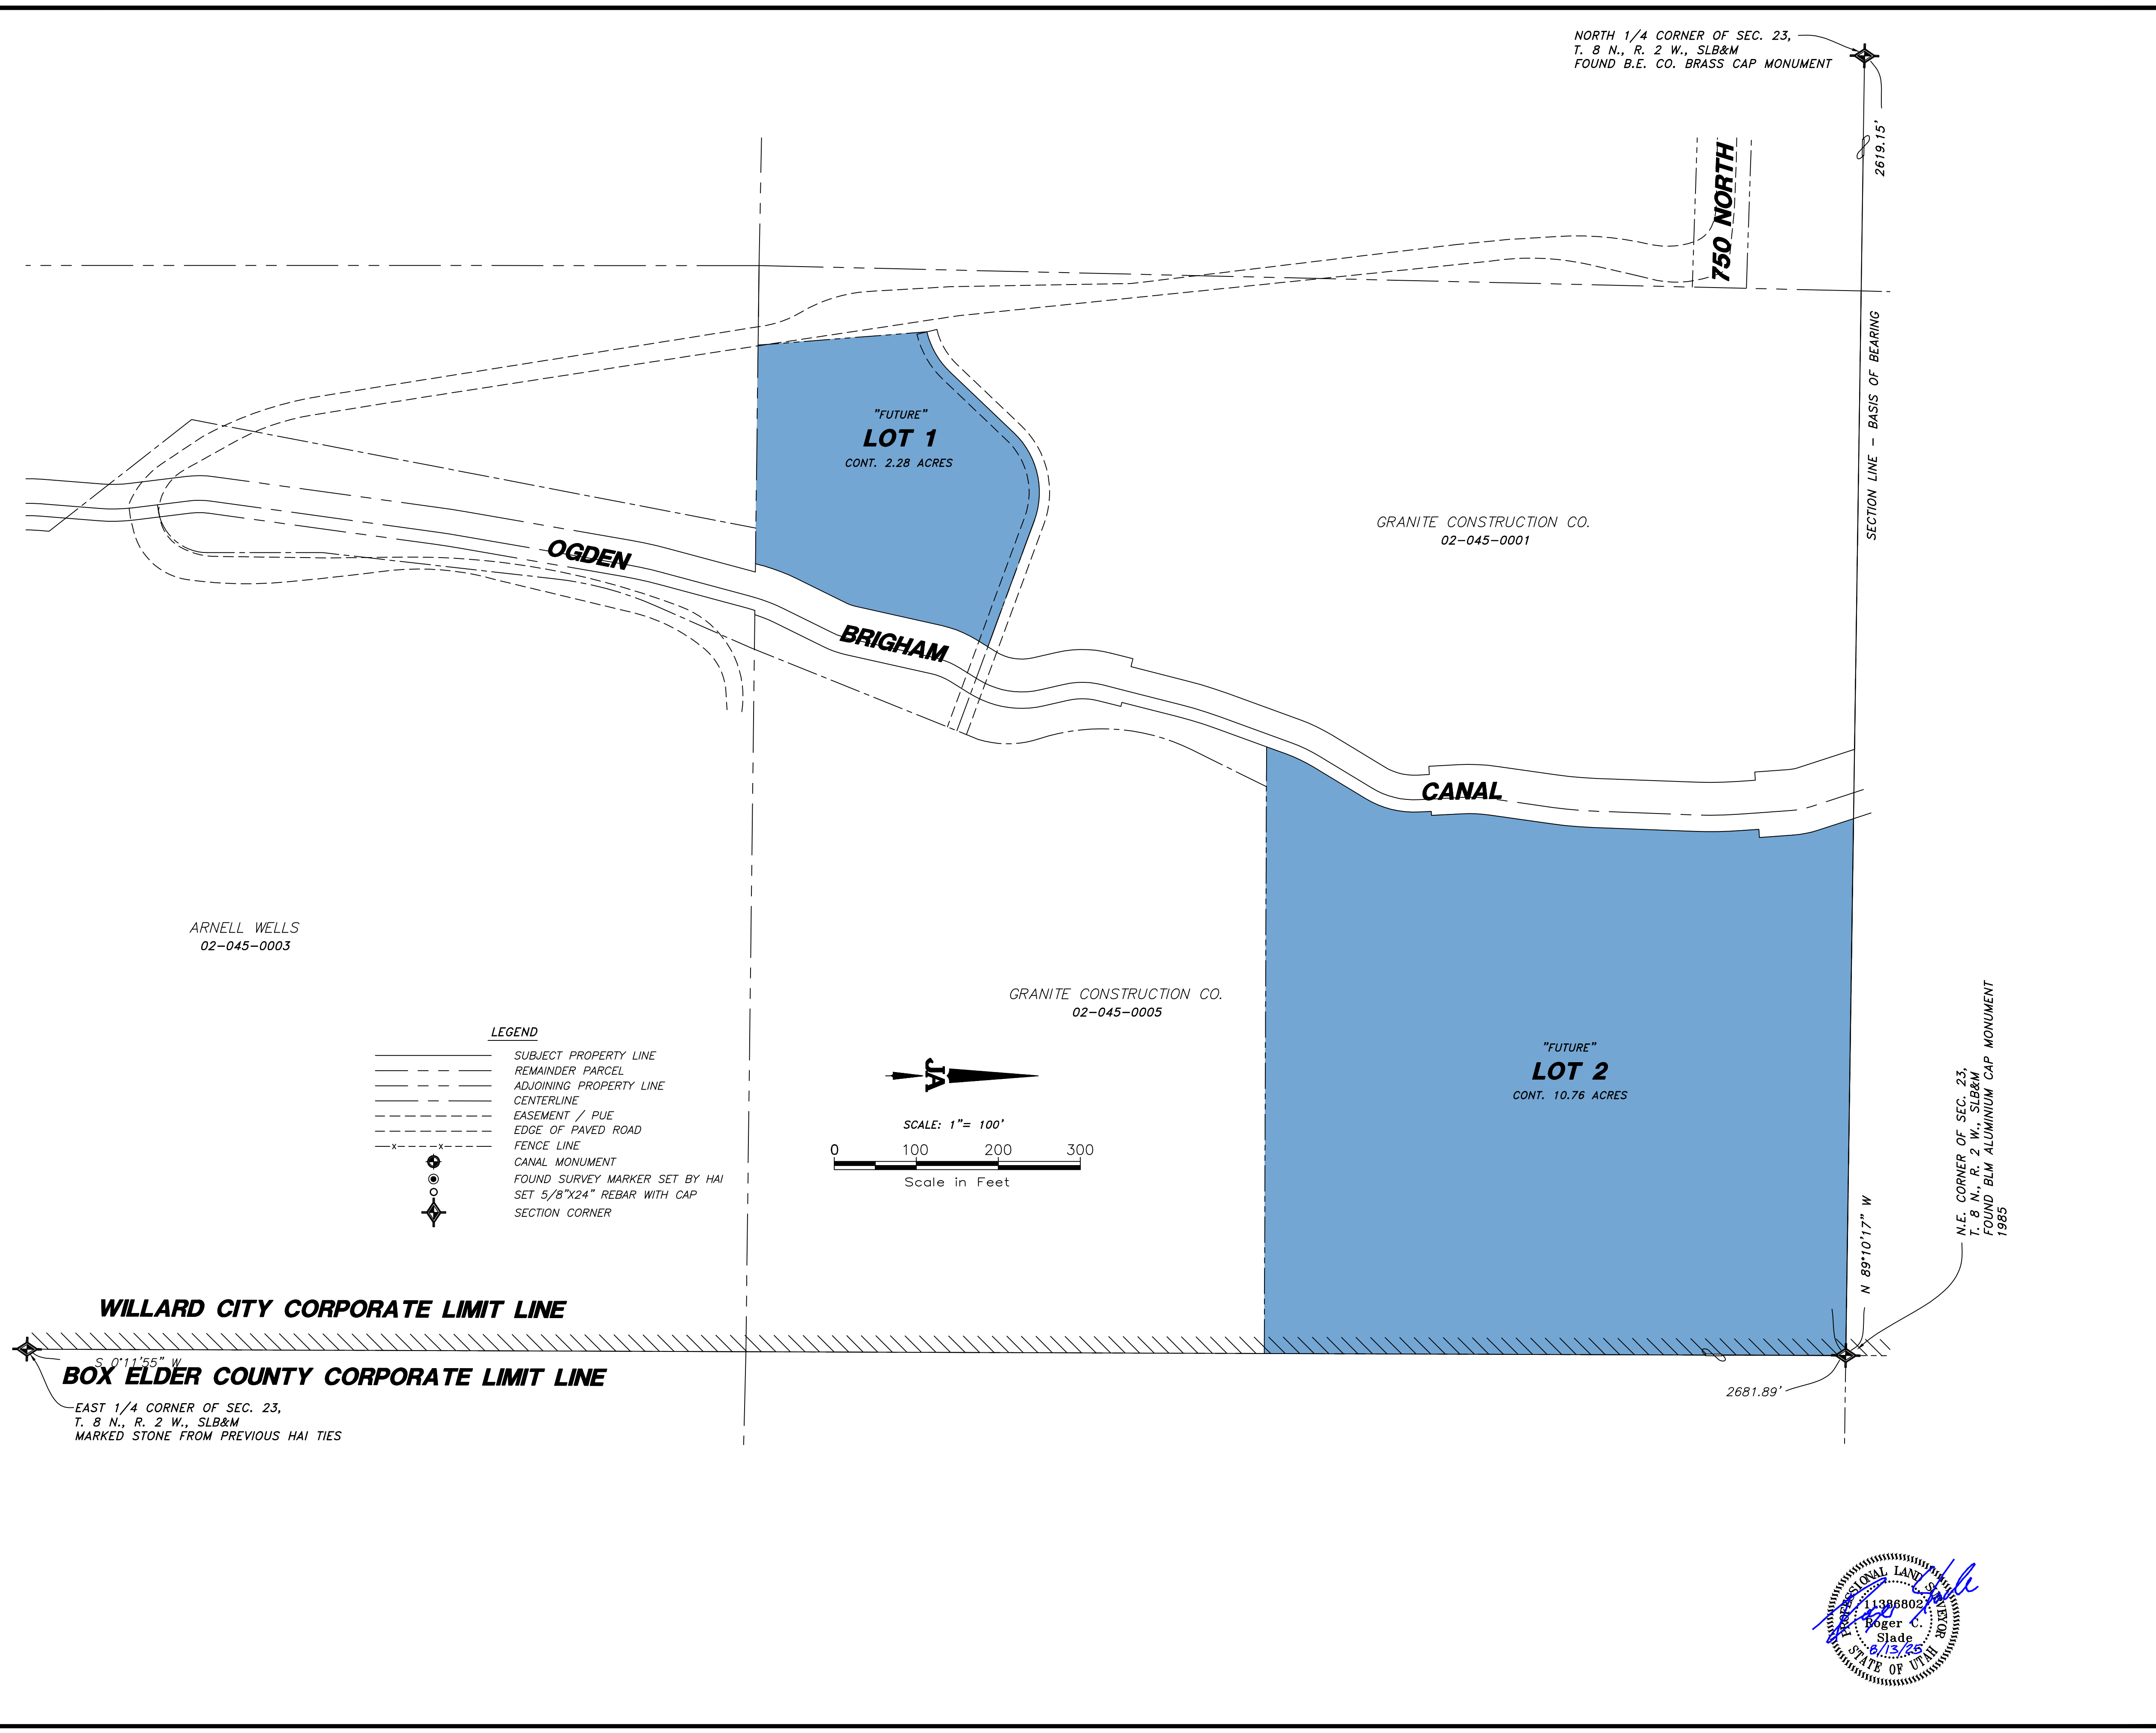 NORTH 1/4 CORNER OF SEC. 23,
T. 8 N., R. 2 W., SLB&M
FOUND B.E. CO. BRASS CAP MONUMENT
2619.15'
750 NORTH
SECTION LINE - BASIS OF BEARING
"FUTURE"
LOT 1
CONT. 2.28 ACRES
GRANITE CONSTRUCTION CO.
02-045-0001
OGDEN
BRIGHAM
CANAL
ARNELL WELLS
02-045-0003
GRANITE CONSTRUCTION CO.
02-045-0005
"FUTURE"
LOT 2
CONT. 10.76 ACRES
LEGEND
SUBJECT PROPERTY LINE
REMAINDER PARCEL
ADJOINING PROPERTY LINE
CENTERLINE
EASEMENT / PUE
EDGE OF PAVED ROAD
x x FENCE LINE
CANAL MONUMENT
FOUND SURVEY MARKER SET BY HAI
SET 5/8"X24" REBAR WITH CAP
SECTION CORNER
JA
SCALE: 1"= 100'
0 100 200 300
Scale in Feet
N.E. CORNER OF SEC. 23,
T. 8 N., R. 2 W., SLB&M
FOUND BLM ALUMINIUM CAP MONUMENT
1985
N 89°10'17" W
WILLARD CITY CORPORATE LIMIT LINE
S 0°11'55" W
BOX ELDER COUNTY CORPORATE LIMIT LINE
2681.89'
EAST 1/4 CORNER OF SEC. 23,
T. 8 N., R. 2 W., SLB&M
MARKED STONE FROM PREVIOUS HAI TIES
PROFESSIONAL LAND SURVEYOR
11386802
Roger C.
Slade
8/13/25
STATE OF UTAH